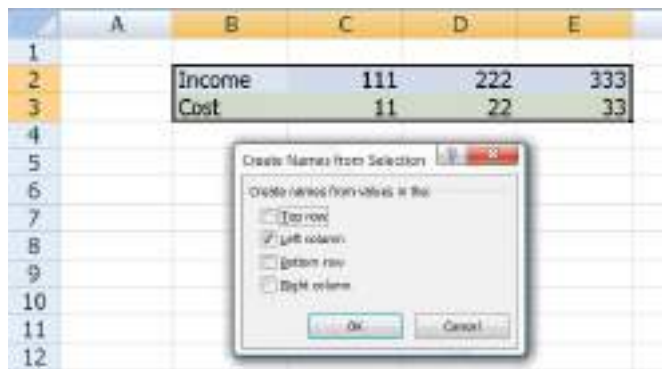 A B C D E
1
2 Income 111 222 333
3 Cost 11 22 33
4
5
6
7
8
9
10
11
12
Create Names from Selection
Create names from values in the:
Top row
Left column
Bottom row
Right column
OK Cancel